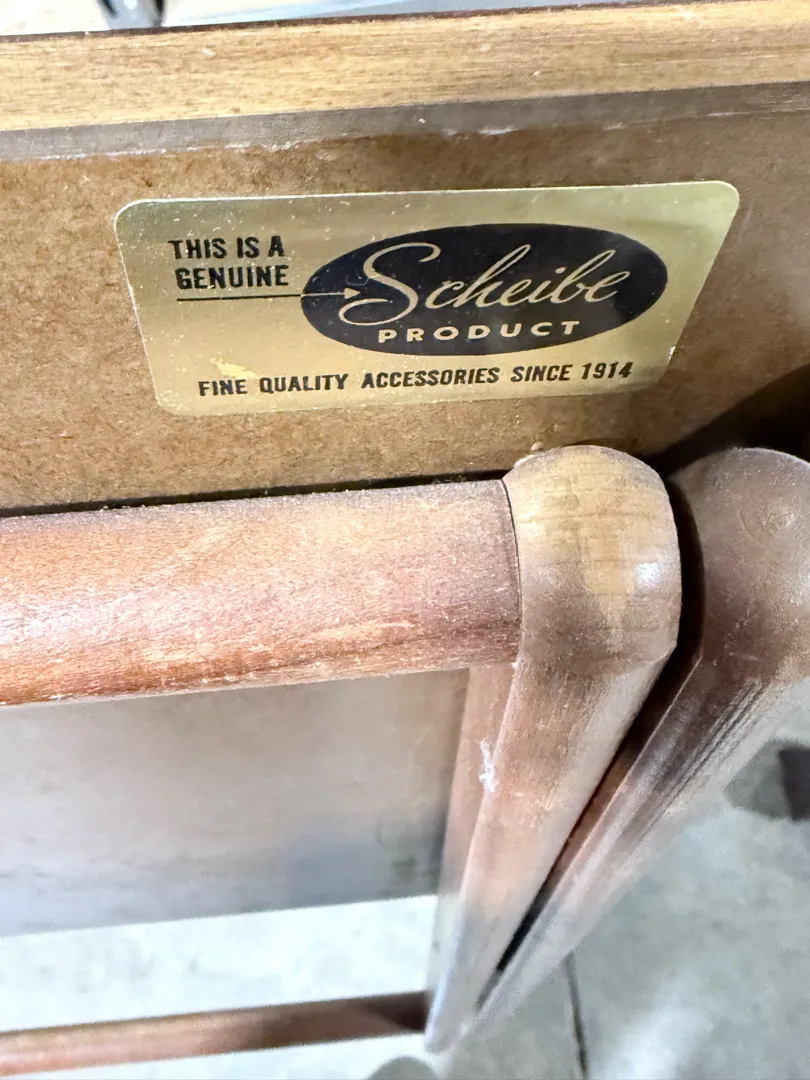 THIS IS A
GENUINE
Scheibe
PRODUCT
FINE QUALITY ACCESSORIES SINCE 1914